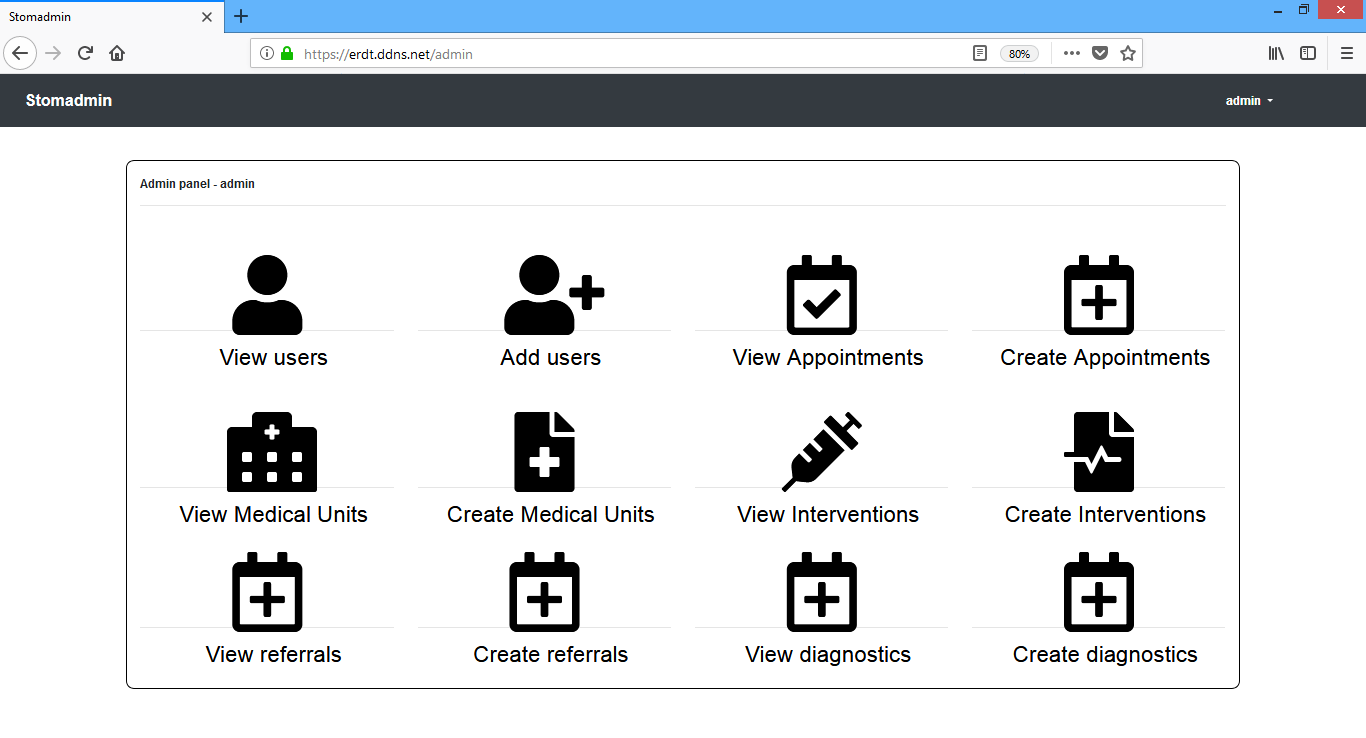 Stomadmin
https://erdt.ddns.net/admin
80%
Stomadmin
admin
Admin panel - admin
View users
Add users
View Appointments
Create Appointments
View Medical Units
Create Medical Units
View Interventions
Create Interventions
View referrals
Create referrals
View diagnostics
Create diagnostics